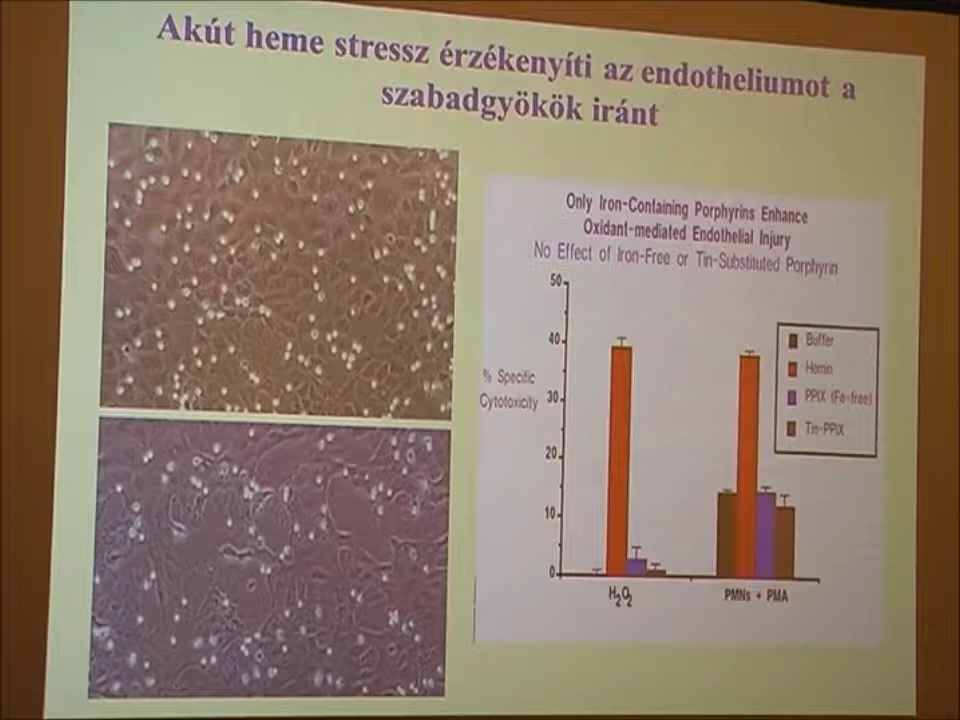 Akút heme stressz érzékenyíti az endotheliumot a
szabadgyökök iránt
Only Iron-Containing Porphyrins Enhance
Oxidant-mediated Endothelial Injury
No Effect of Iron-Free or Tin-Substituted Porphyrin
% Specific
Cytotoxicity
50
40
30
20
10
0
H2O2
PMNs + PMA
Buffer
Hemin
PPIX (Fe-free)
Tin-PPIX